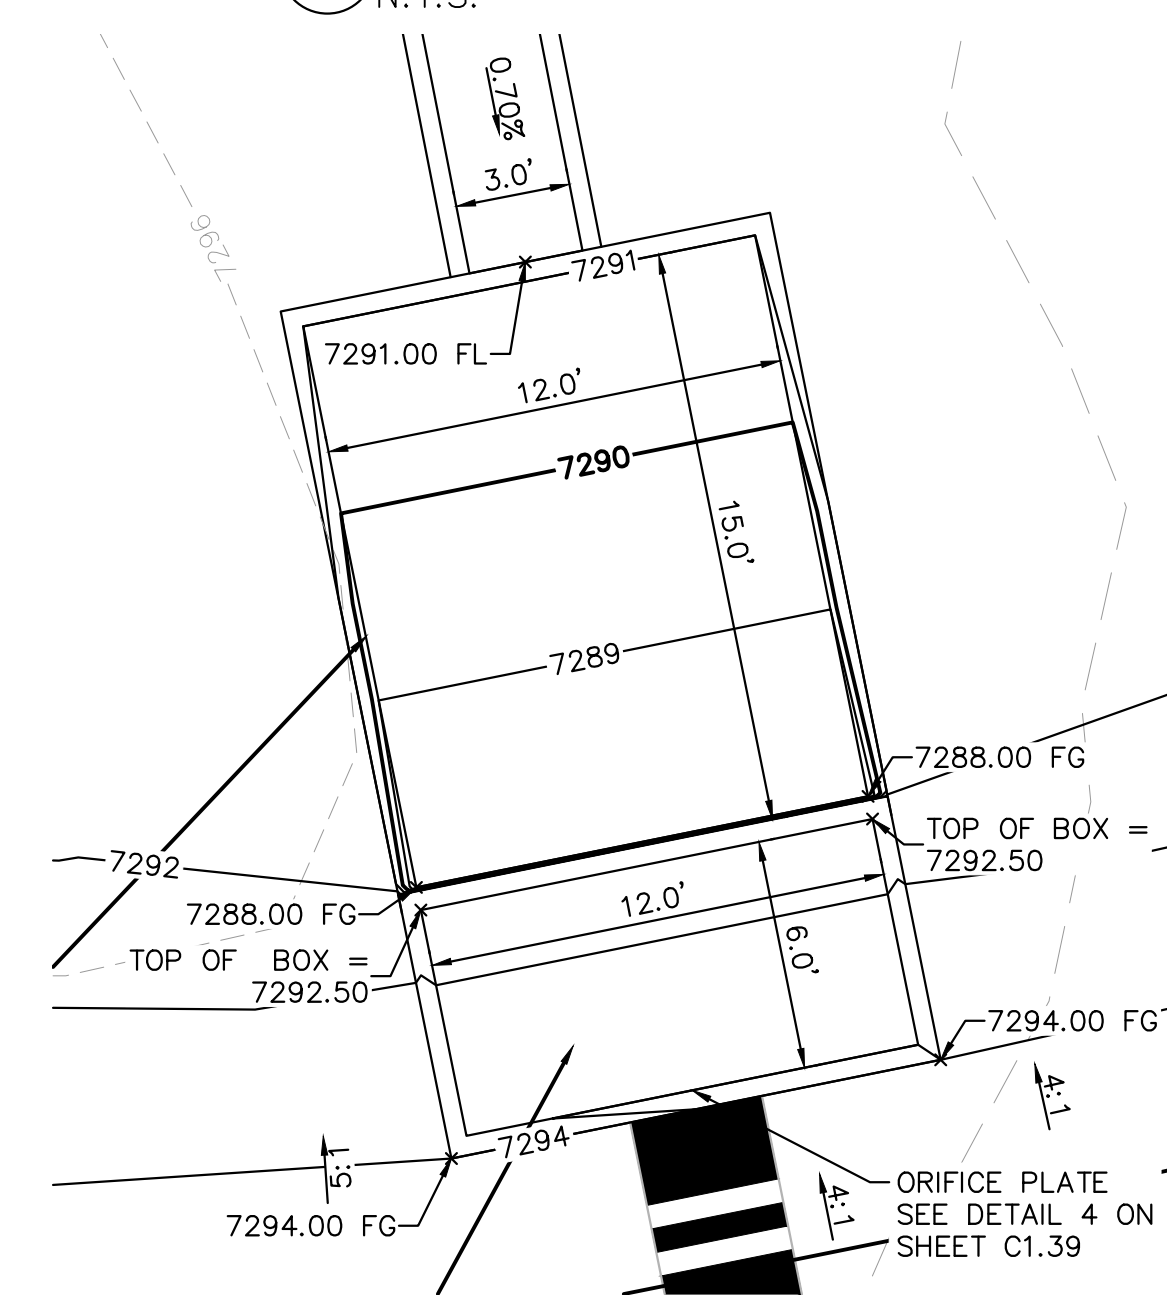 N.T.S.
0.70%
3.0'
7296
7291
7291.00 FL
12.0'
7290
15.0'
7289
7288.00 FG
TOP OF BOX =
7292.50
7292
7288.00 FG
12.0'
TOP OF BOX =
7292.50
6.0'
7294.00 FG
4:1
7294
5:1
ORIFICE PLATE
SEE DETAIL 4 ON
SHEET C1.39
4:1
7294.00 FG